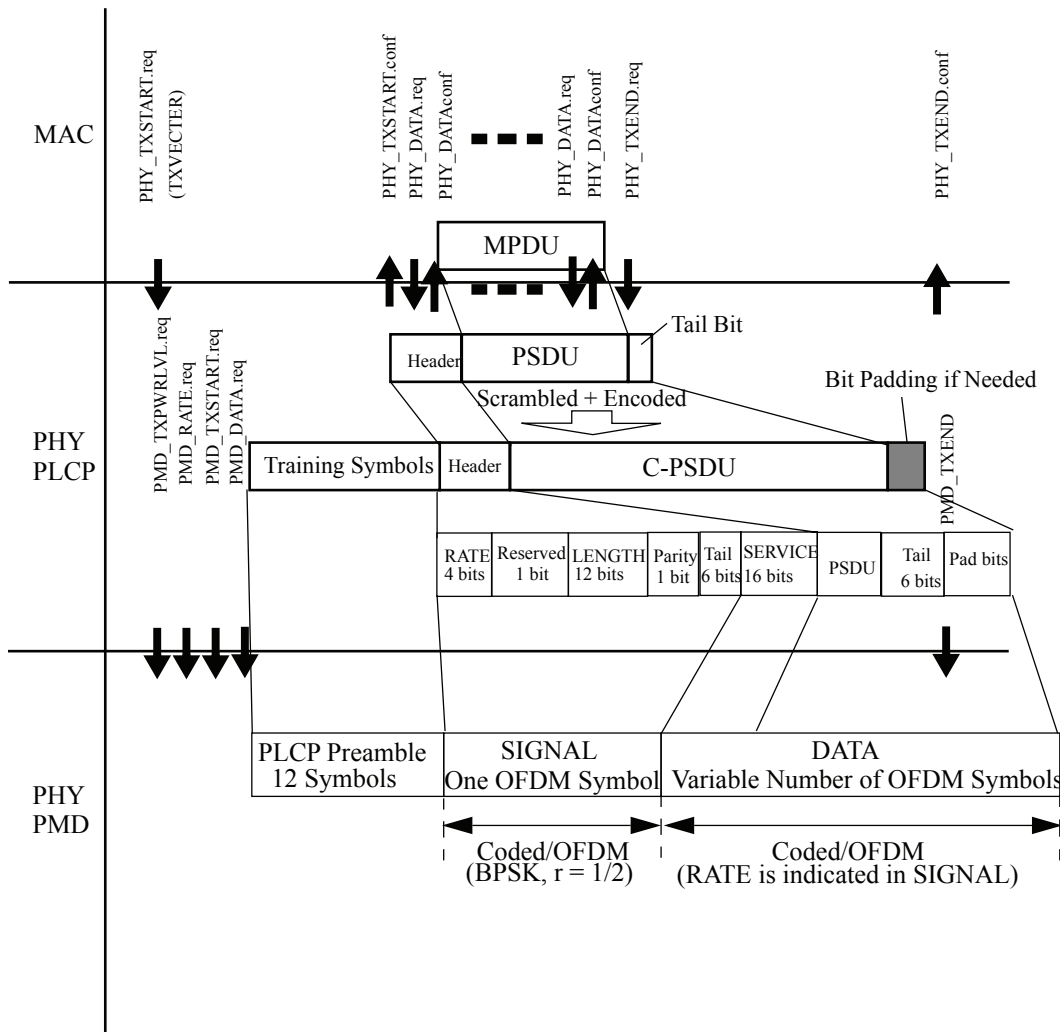 MAC
PHY_TXSTART.req
(TXVECTER)
PHY_TXSTART.conf
PHY_DATA.req
PHY_DATAconf
PHY_DATA.req
PHY_DATAconf
PHY_TXEND.req
PHY_TXEND.conf
MPDU
PHY
PLCP
PMD_TXPWRLVL.req
PMD_RATE.req
PMD_TXSTART.req
PMD_DATA.req
Header
PSDU
Tail Bit
Scrambled + Encoded
Bit Padding if Needed
Training Symbols
Header
C-PSDU
PMD_TXEND
RATE
4 bits
Reserved
1 bit
LENGTH
12 bits
Parity
1 bit
Tail
6 bits
SERVICE
16 bits
PSDU
Tail
6 bits
Pad bits
PHY
PMD
PLCP Preamble
12 Symbols
SIGNAL
One OFDM Symbol
DATA
Variable Number of OFDM Symbols
Coded/OFDM
(BPSK, r = 1/2)
Coded/OFDM
(RATE is indicated in SIGNAL)